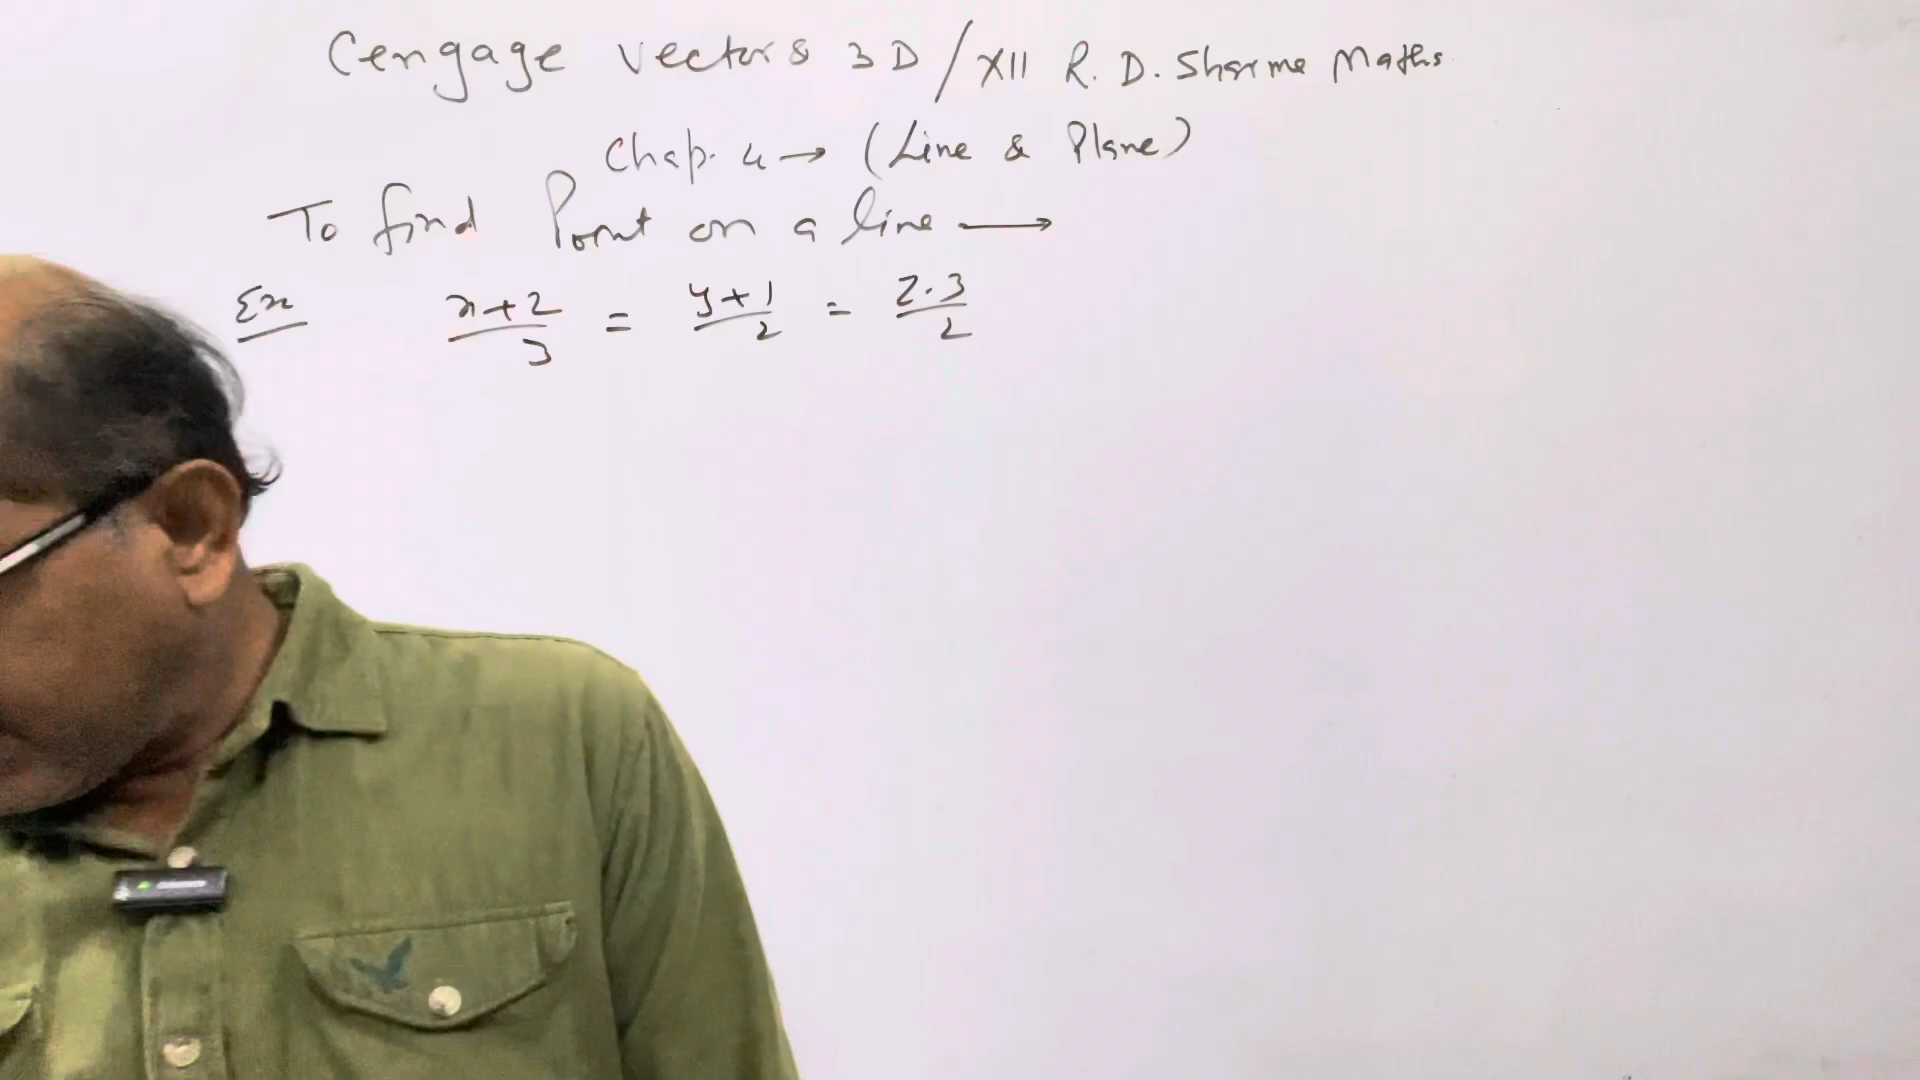 Cengage Vectors 3D / XII R. D. Sharma Maths
Chap. 4 → (Line & Plane)
To find Point on a line →
Ex x+2/3 = y+1/2 = z-3/2